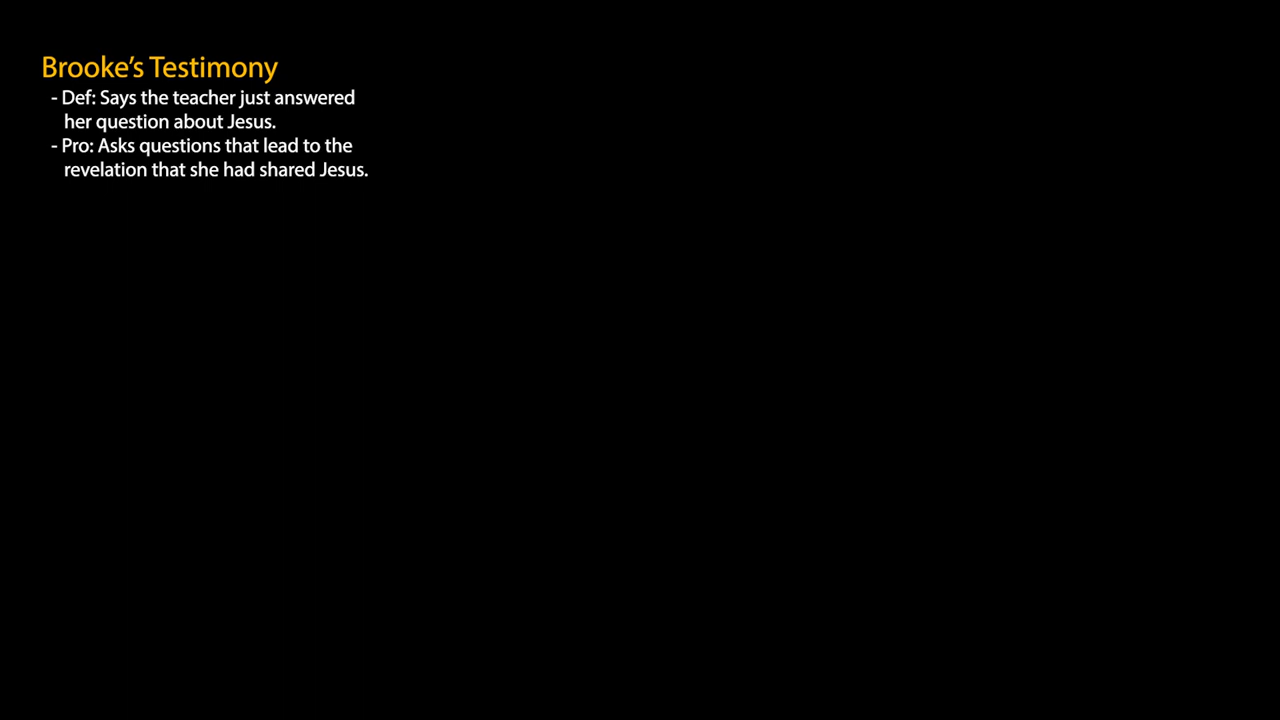 Brooke’s Testimony
- Def: Says the teacher just answered
her question about Jesus.
- Pro: Asks questions that lead to the
revelation that she had shared Jesus.